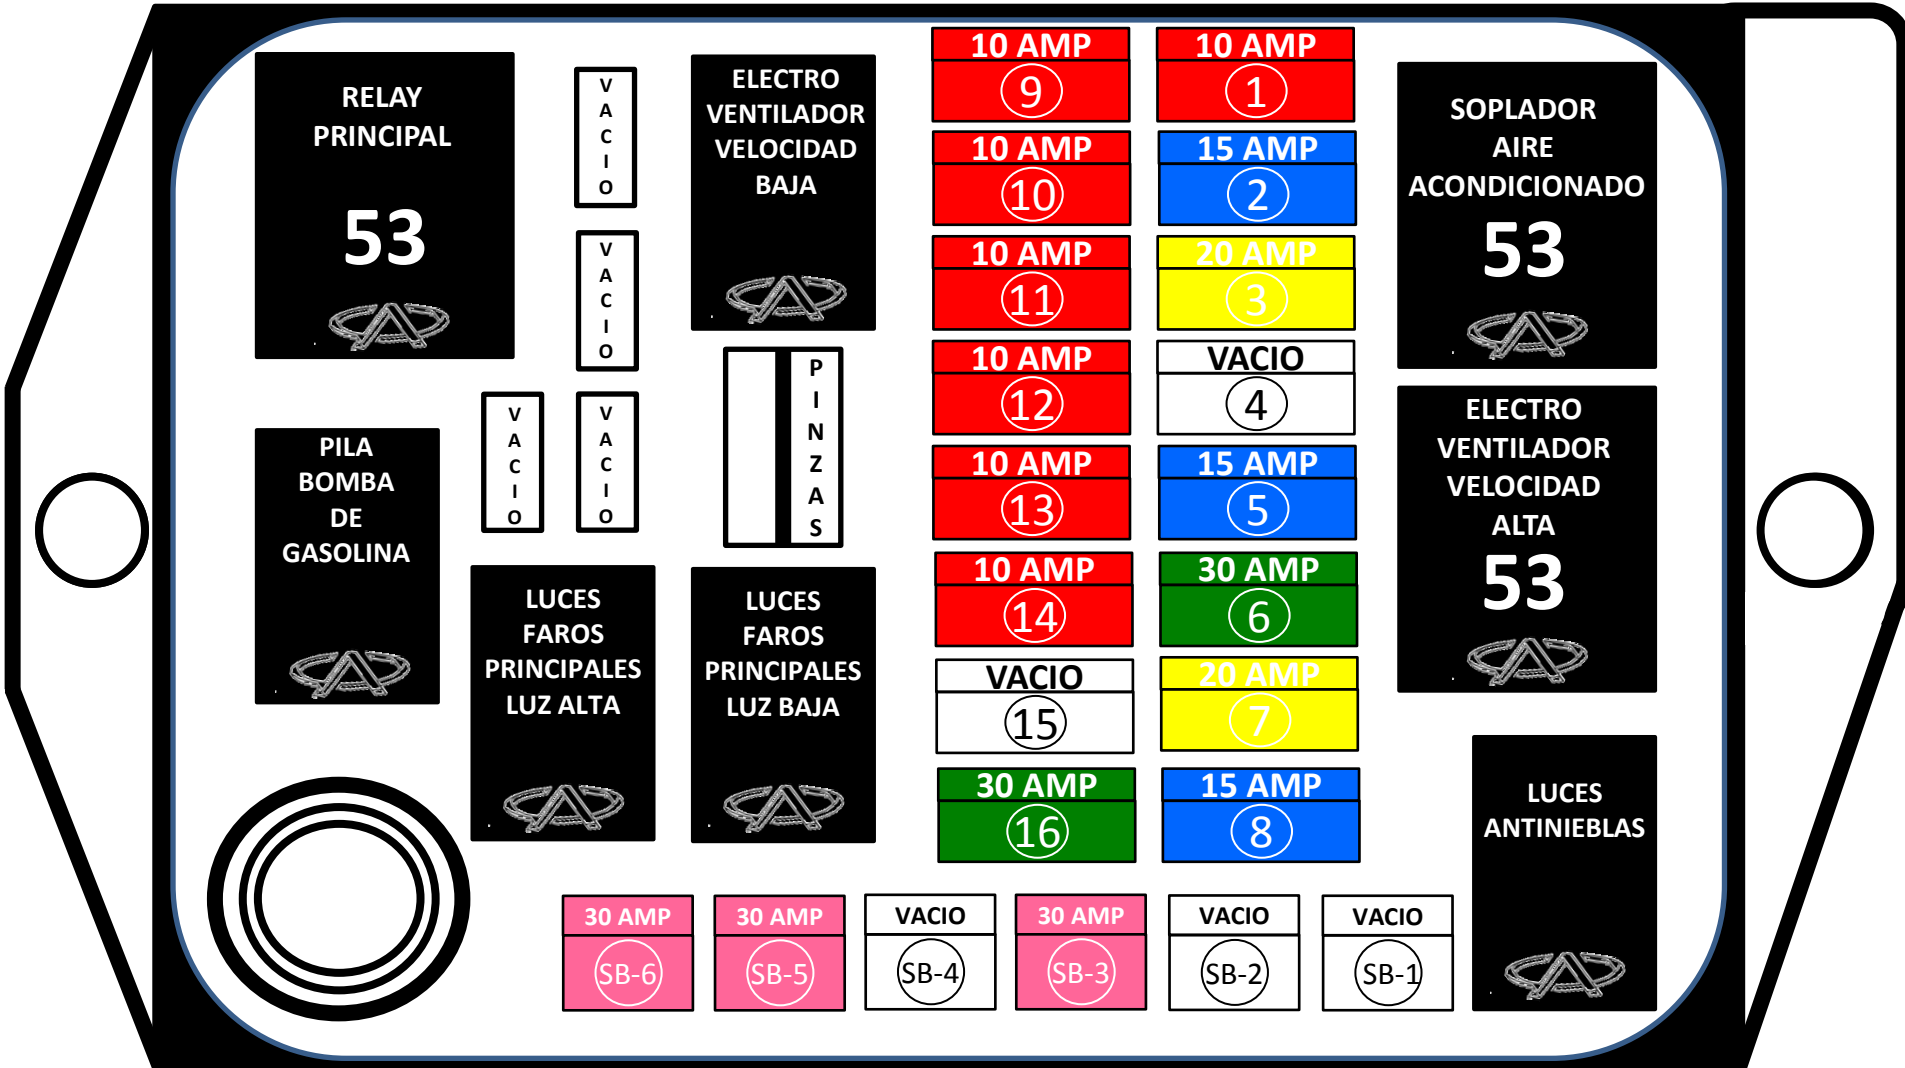 RELAY
PRINCIPAL
53
VACIO
VACIO
VACIO
VACIO
PILA
BOMBA
DE
GASOLINA
ELECTRO
VENTILADOR
VELOCIDAD
BAJA
PINZAS
LUCES
FAROS
PRINCIPALES
LUZ ALTA
LUCES
FAROS
PRINCIPALES
LUZ BAJA
10 AMP
9
10 AMP
10
10 AMP
11
10 AMP
12
10 AMP
13
10 AMP
14
VACIO
15
30 AMP
16
10 AMP
1
15 AMP
2
20 AMP
3
VACIO
4
15 AMP
5
30 AMP
6
20 AMP
7
15 AMP
8
SOPLADOR
AIRE
ACONDICIONADO
53
ELECTRO
VENTILADOR
VELOCIDAD
ALTA
53
LUCES
ANTINIEBLAS
30 AMP
SB-6
30 AMP
SB-5
VACIO
SB-4
30 AMP
SB-3
VACIO
SB-2
VACIO
SB-1